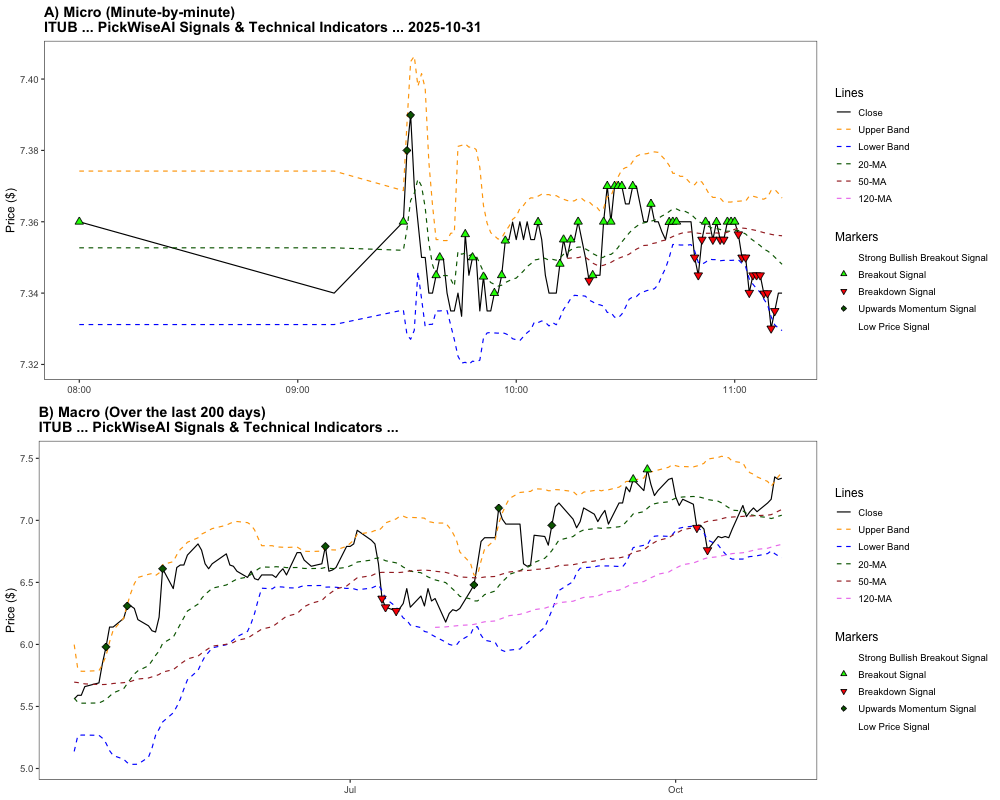 A) Micro (Minute-by-minute)
ITUB ... PickWiseAI Signals & Technical Indicators ... 2025-10-31
Price ($)
7.40
7.38
7.36
7.34
7.32
08:00
09:00
10:00
11:00
Lines
Close
Upper Band
Lower Band
20-MA
50-MA
120-MA
Markers
Strong Bullish Breakout Signal
Breakout Signal
Breakdown Signal
Upwards Momentum Signal
Low Price Signal
B) Macro (Over the last 200 days)
ITUB ... PickWiseAI Signals & Technical Indicators ...
Price ($)
7.5
7.0
6.5
6.0
5.5
5.0
Jul
Oct
Lines
Close
Upper Band
Lower Band
20-MA
50-MA
120-MA
Markers
Strong Bullish Breakout Signal
Breakout Signal
Breakdown Signal
Upwards Momentum Signal
Low Price Signal